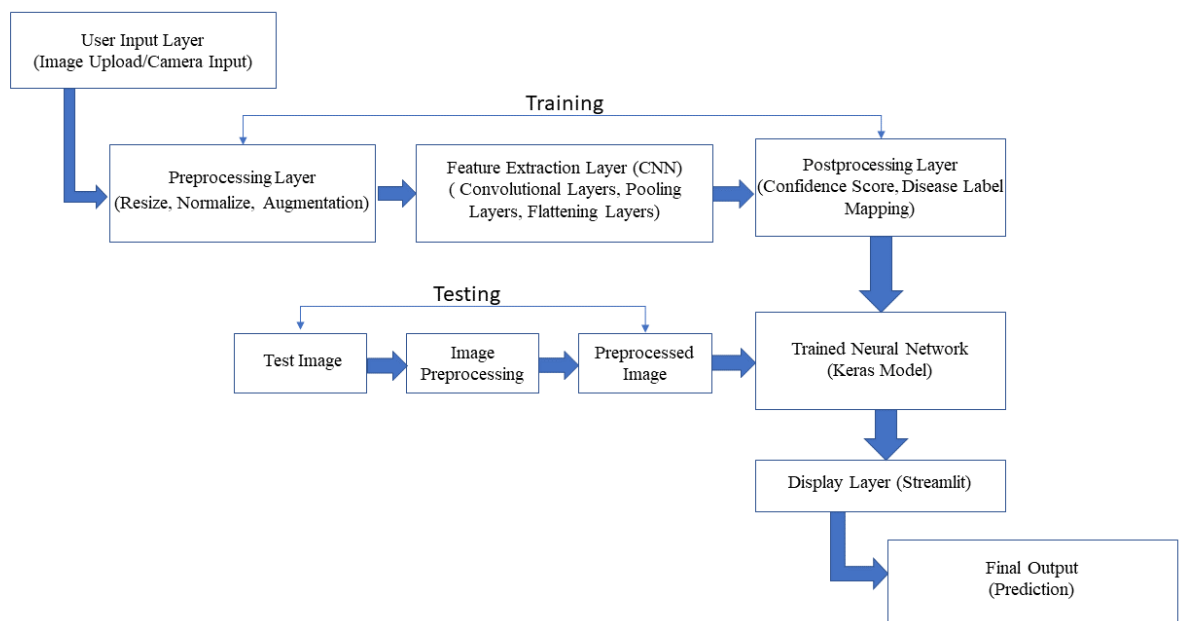 User Input Layer
(Image Upload/Camera Input)
Training
Preprocessing Layer
(Resize, Normalize, Augmentation)
Feature Extraction Layer (CNN)
( Convolutional Layers, Pooling
Layers, Flattening Layers)
Postprocessing Layer
(Confidence Score, Disease Label
Mapping)
Testing
Test Image
Image
Preprocessing
Preprocessed
Image
Trained Neural Network
(Keras Model)
Display Layer (Streamlit)
Final Output
(Prediction)